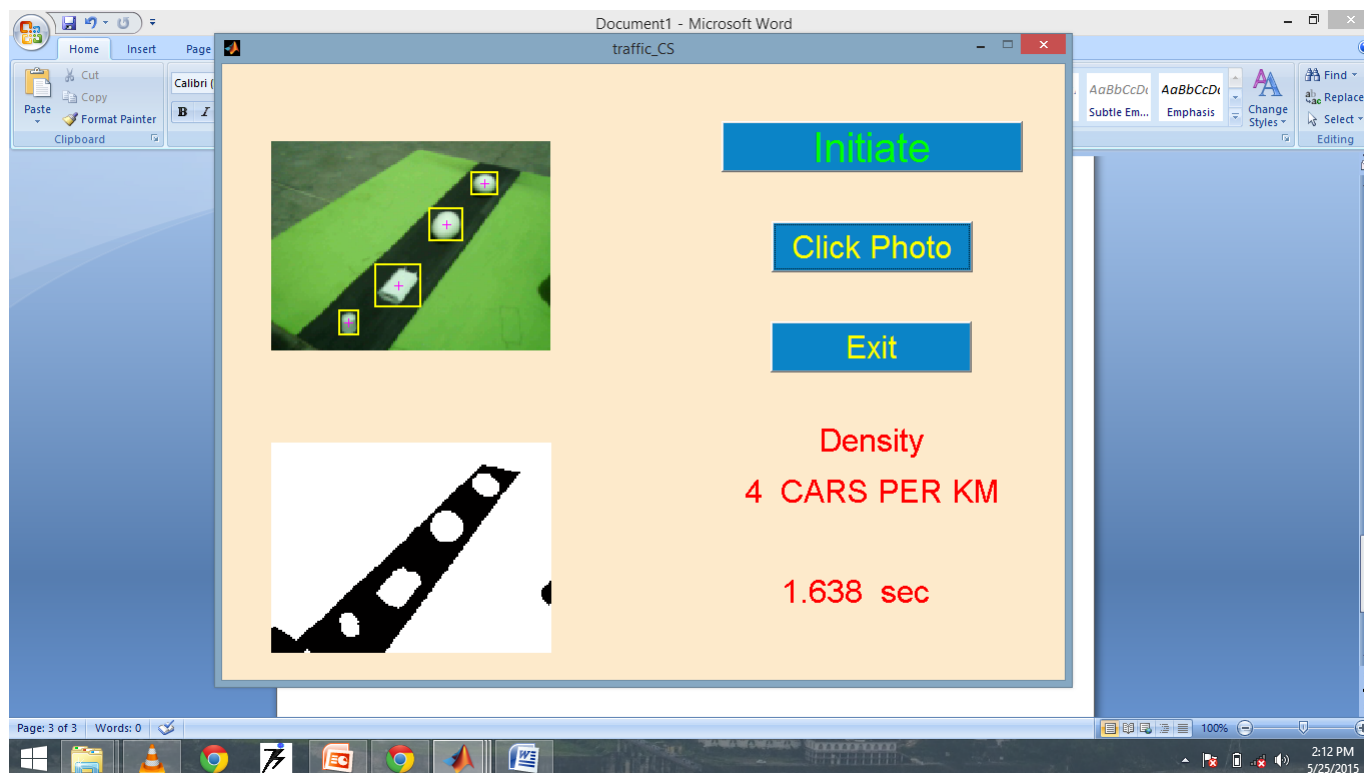 Document1 - Microsoft Word
Home Insert Page
traffic_CS
Cut
Copy
Format Painter
Paste
Clipboard
Calibri (
B I
AaBbCcDc AaBbCcDc
Subtle Em... Emphasis
Change
Styles
Find
Replace
Select
Editing
Initiate
Click Photo
Exit
Density
4 CARS PER KM
1.638 sec
Page: 3 of 3 Words: 0
100%
2:12 PM
5/25/2015